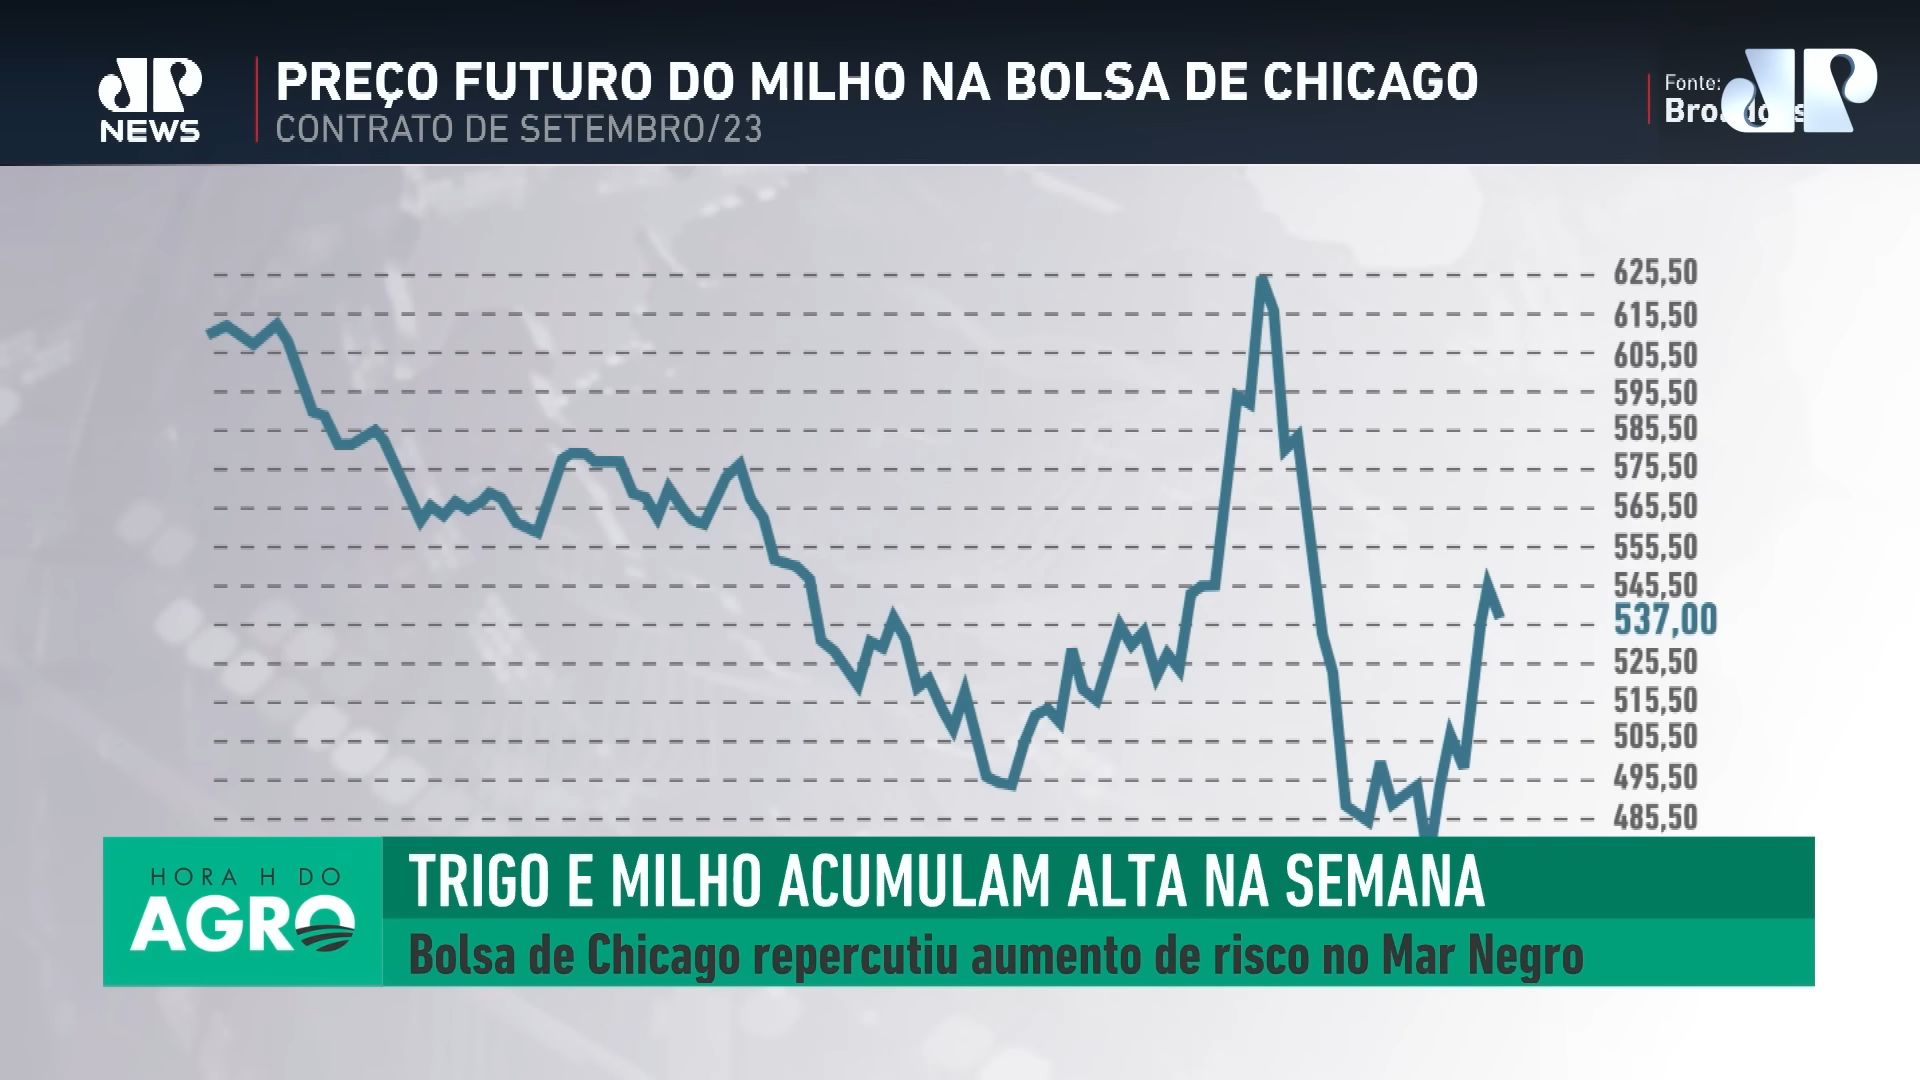 JP
NEWS
PREÇO FUTURO DO MILHO NA BOLSA DE CHICAGO
CONTRATO DE SETEMBRO/23
Fonte:
JP
625,50
615,50
605,50
595,50
585,50
575,50
565,50
555,50
545,50
537,00
525,50
515,50
505,50
495,50
485,50
HORA H DO
AGRO
TRIGO E MILHO ACUMULAM ALTA NA SEMANA
Bolsa de Chicago repercutiu aumento de risco no Mar Negro